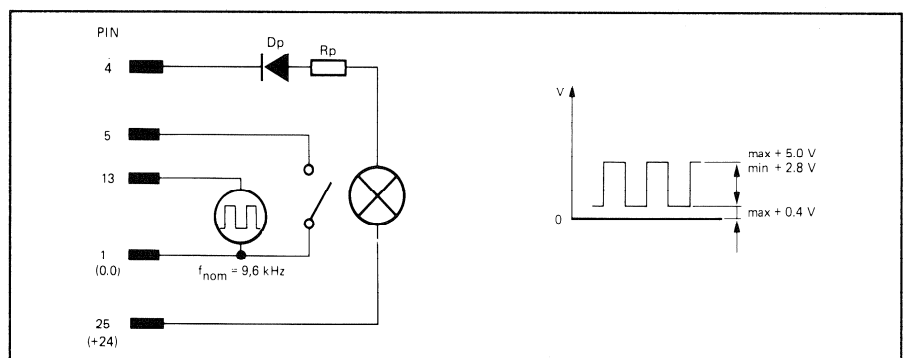 PIN
4
Dp
Rp
5
13
1
(0.0)
fnom = 9,6 kHz
25
(+24)
V
0
max + 5.0 V
min + 2.8 V
max + 0.4 V